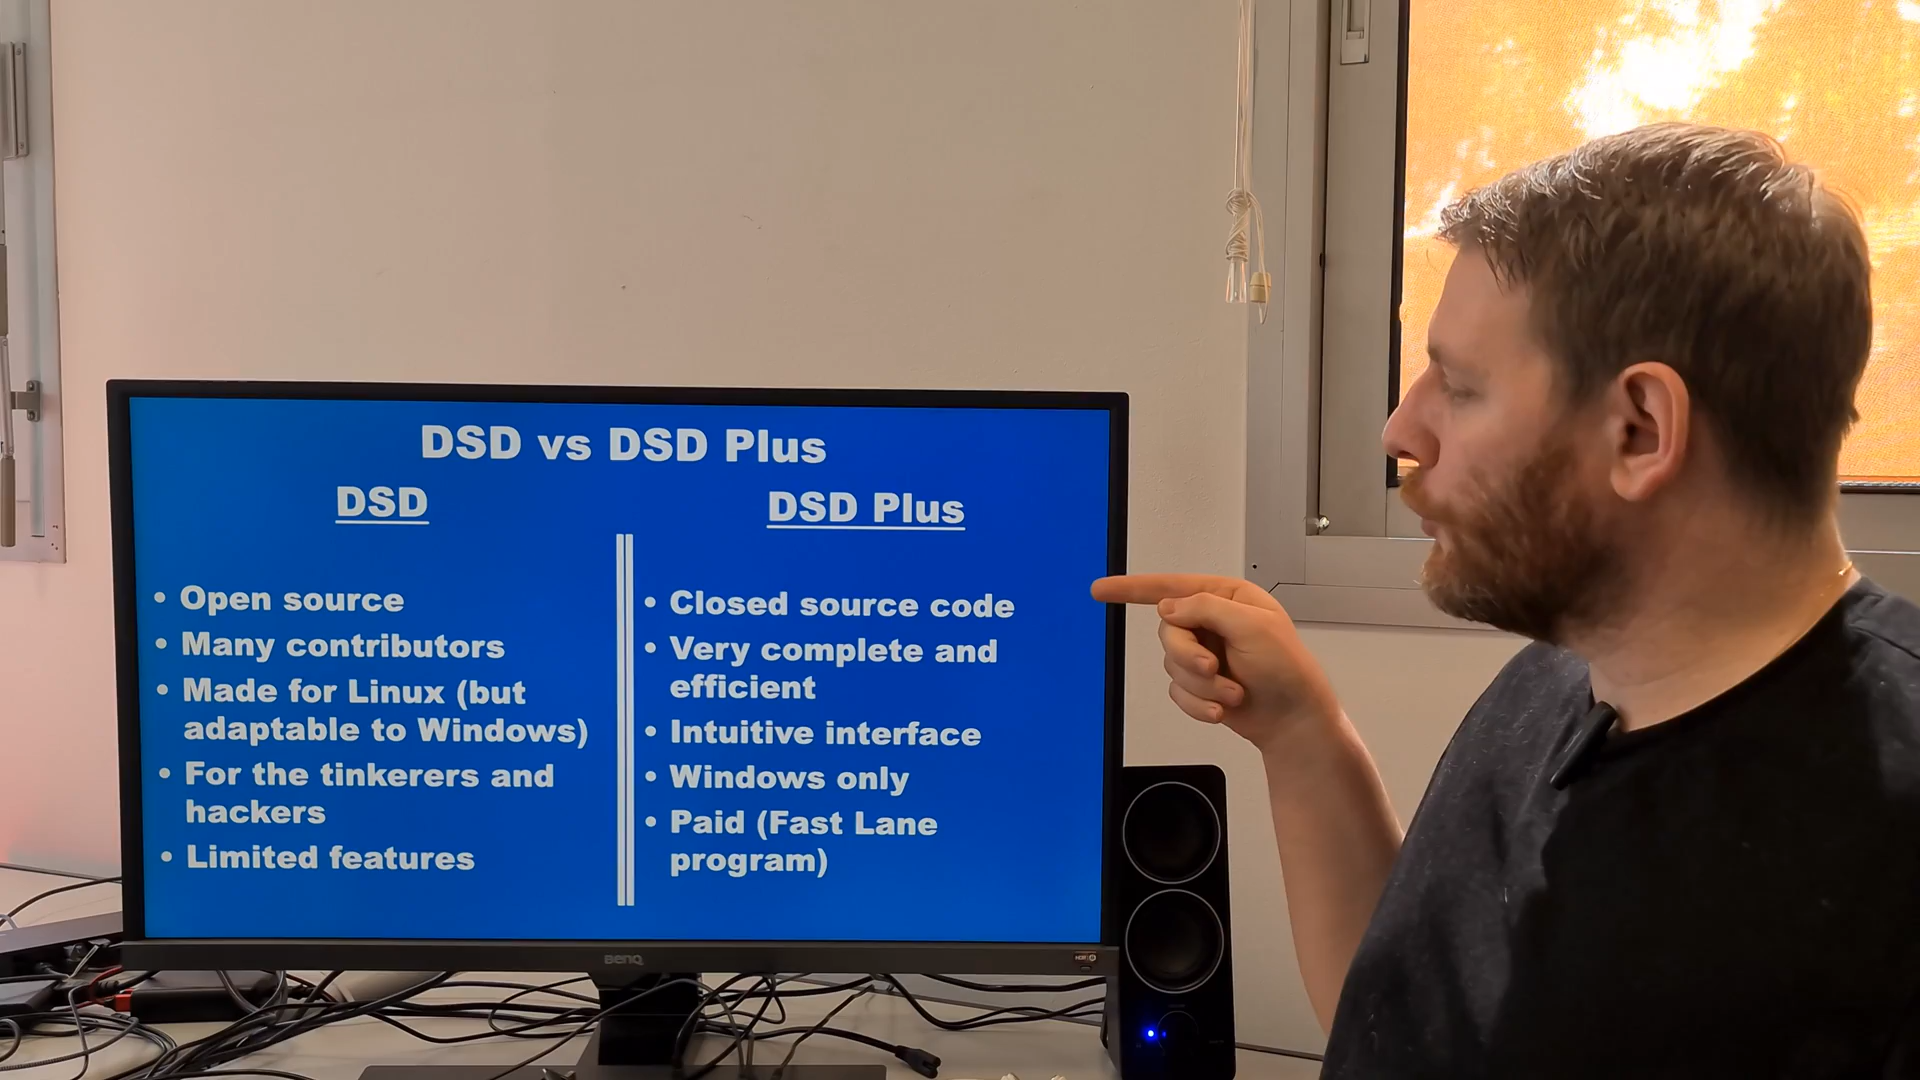 DSD vs DSD Plus
DSD
• Open source
• Many contributors
• Made for Linux (but
adaptable to Windows)
• For the tinkerers and
hackers
• Limited features
DSD Plus
• Closed source code
• Very complete and
efficient
• Intuitive interface
• Windows only
• Paid (Fast Lane
program)
BenQ
HDR